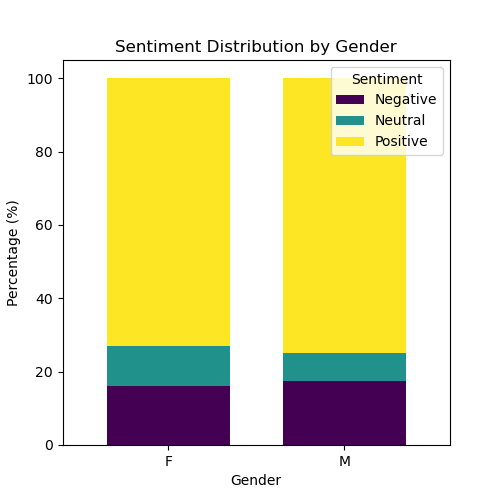 Sentiment Distribution by Gender
Sentiment
Negative
Neutral
Positive
100
80
60
40
20
0
Percentage (%)
F M
Gender